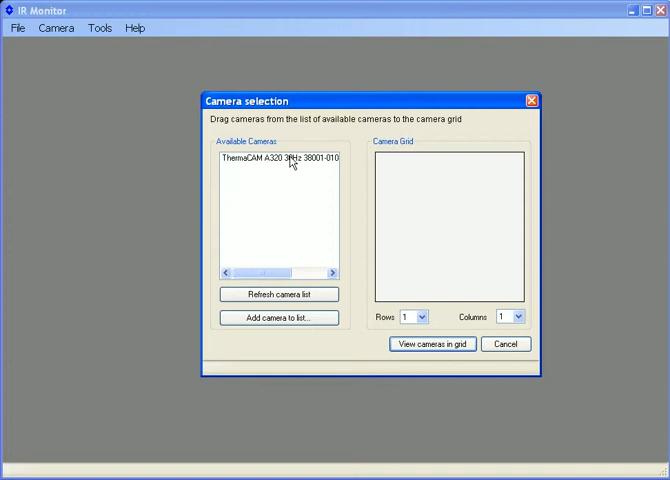 IR Monitor
File Camera Tools Help
Camera selection
Drag cameras from the list of available cameras to the camera grid
Available Cameras
Camera Grid
ThermaCAM A320 30Hz 38001-010
Refresh camera list
Add camera to list...
Rows 1 Columns 1
View cameras in grid Cancel